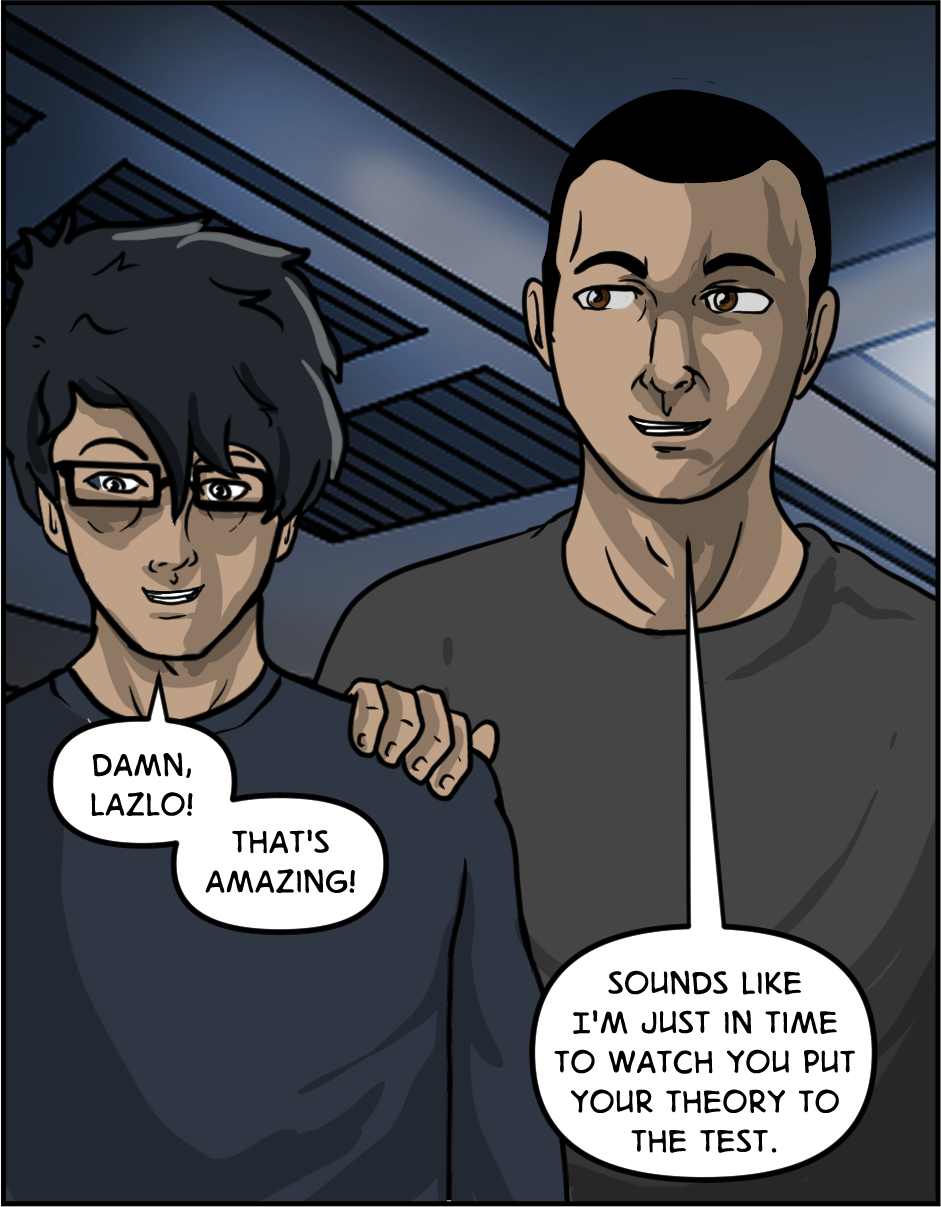 DAMN,
LAZLO!
THAT'S
AMAZING!
SOUNDS LIKE
I'M JUST IN TIME
TO WATCH YOU PUT
YOUR THEORY TO
THE TEST.